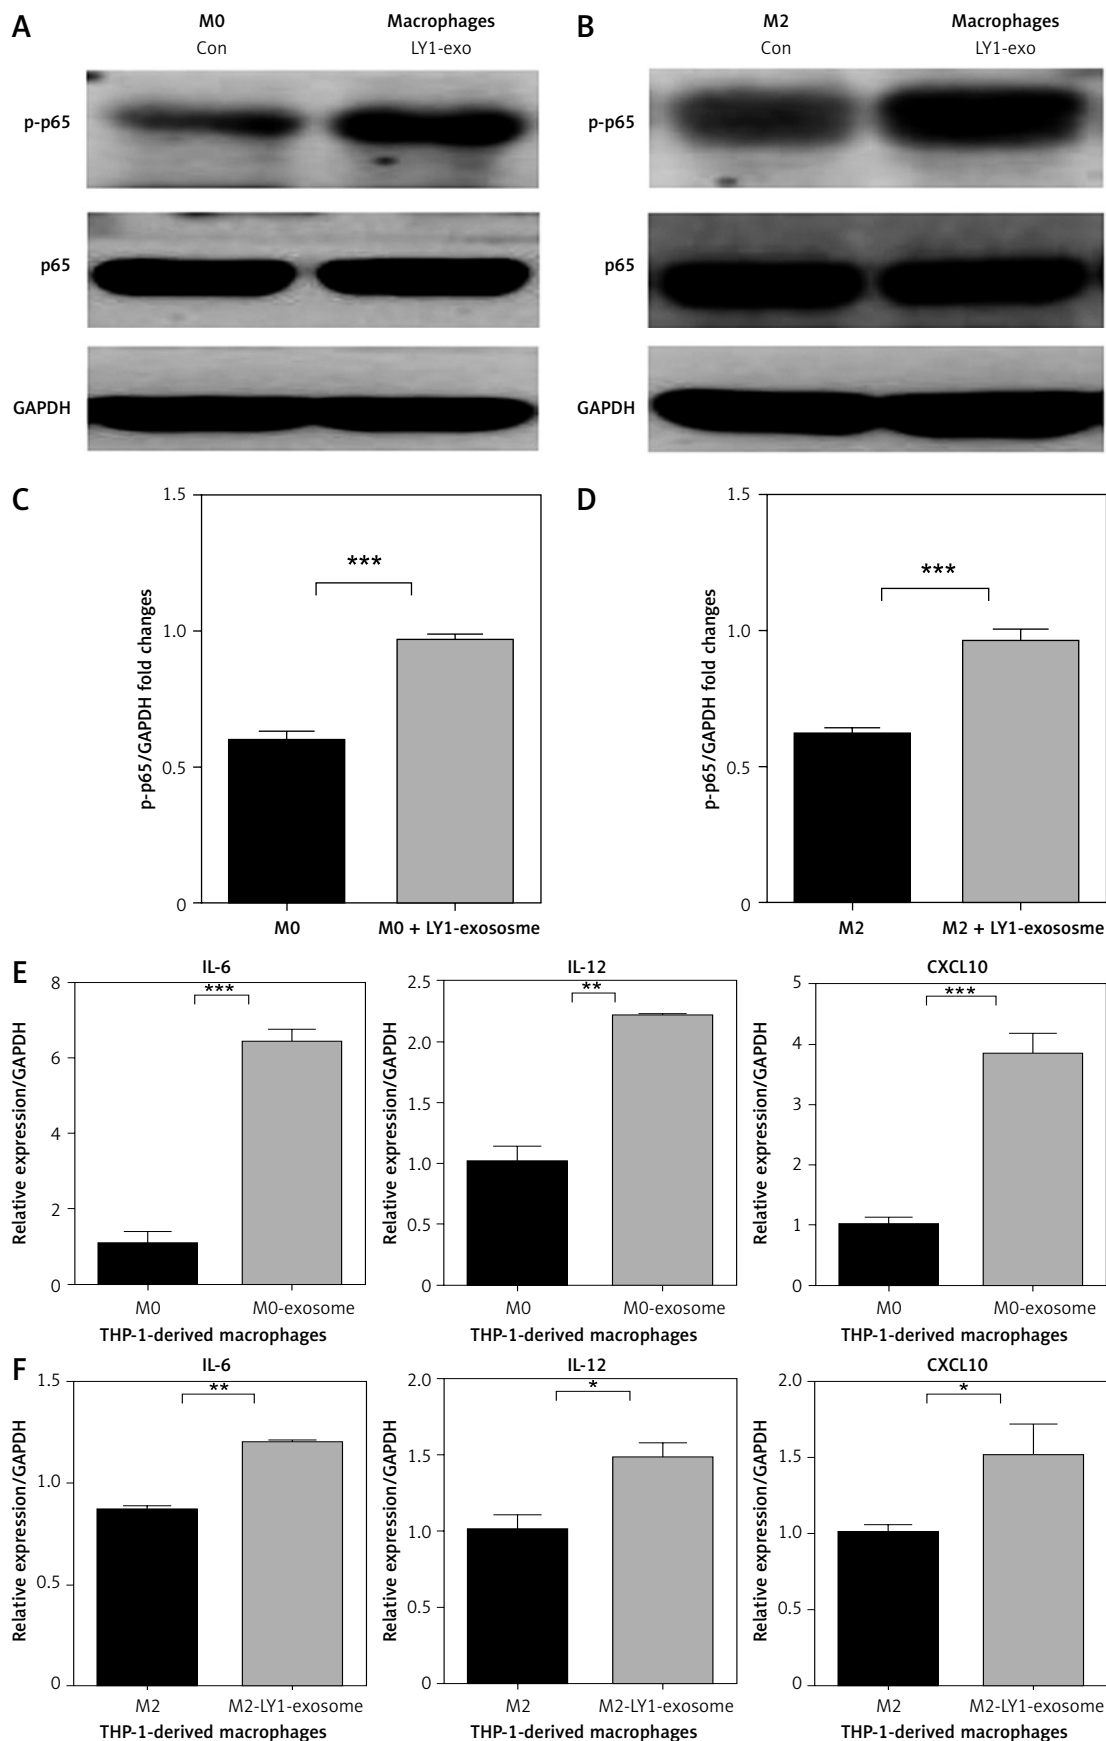 A
M0 Macrophages
Con LY1-exo
p-p65
p65
GAPDH
B
M2 Macrophages
Con LY1-exo
p-p65
p65
GAPDH
C
p-p65/GAPDH fold changes
1.5
1.0
0.5
0
***
M0 M0 + LY1-exososme
D
p-p65/GAPDH fold changes
1.5
1.0
0.5
0
***
M2 M2 + LY1-exososme
E
IL-6
Relative expression/GAPDH
8
6
4
2
0
***
M0 M0-exosome
THP-1-derived macrophages
IL-12
Relative expression/GAPDH
2.5
2.0
1.5
1.0
0.5
0
**
M0 M0-exosome
THP-1-derived macrophages
CXCL10
Relative expression/GAPDH
5
4
3
2
1
0
***
M0 M0-exosome
THP-1-derived macrophages
F
IL-6
Relative expression/GAPDH
1.5
1.0
0.5
0
**
M2 M2-LY1-exosome
THP-1-derived macrophages
IL-12
Relative expression/GAPDH
2.0
1.5
1.0
0.5
0
*
M2 M2-LY1-exosome
THP-1-derived macrophages
CXCL10
Relative expression/GAPDH
2.0
1.5
1.0
0.5
0
*
M2 M2-LY1-exosome
THP-1-derived macrophages